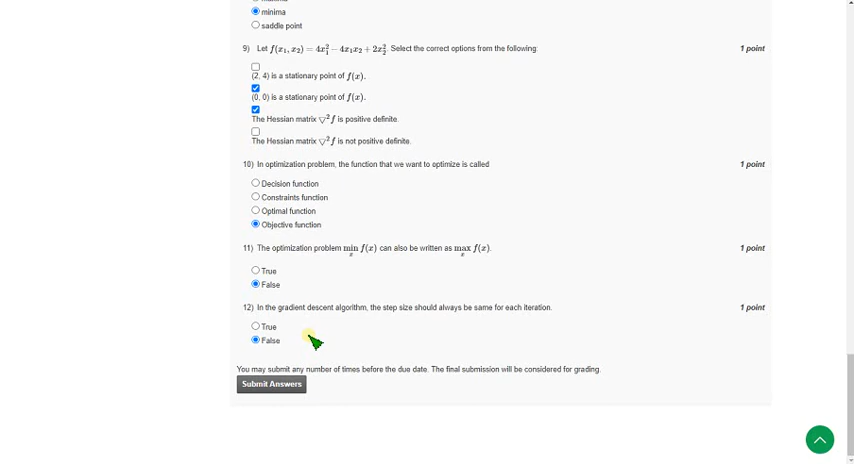 minima
saddle point
9) Let f(x₁, x₂) = 4x₁² − 4x₁x₂ + 2x₂². Select the correct options from the following: 1 point
(2, 4) is a stationary point of f(x).
(0, 0) is a stationary point of f(x).
The Hessian matrix ▽²f is positive definite.
The Hessian matrix ▽²f is not positive definite.
10) In optimization problem, the function that we want to optimize is called 1 point
Decision function
Constraints function
Optimal function
Objective function
11) The optimization problem min_x f(x) can also be written as max_x f(x). 1 point
True
False
12) In the gradient descent algorithm, the step size should always be same for each iteration. 1 point
True
False
You may submit any number of times before the due date. The final submission will be considered for grading.
Submit Answers